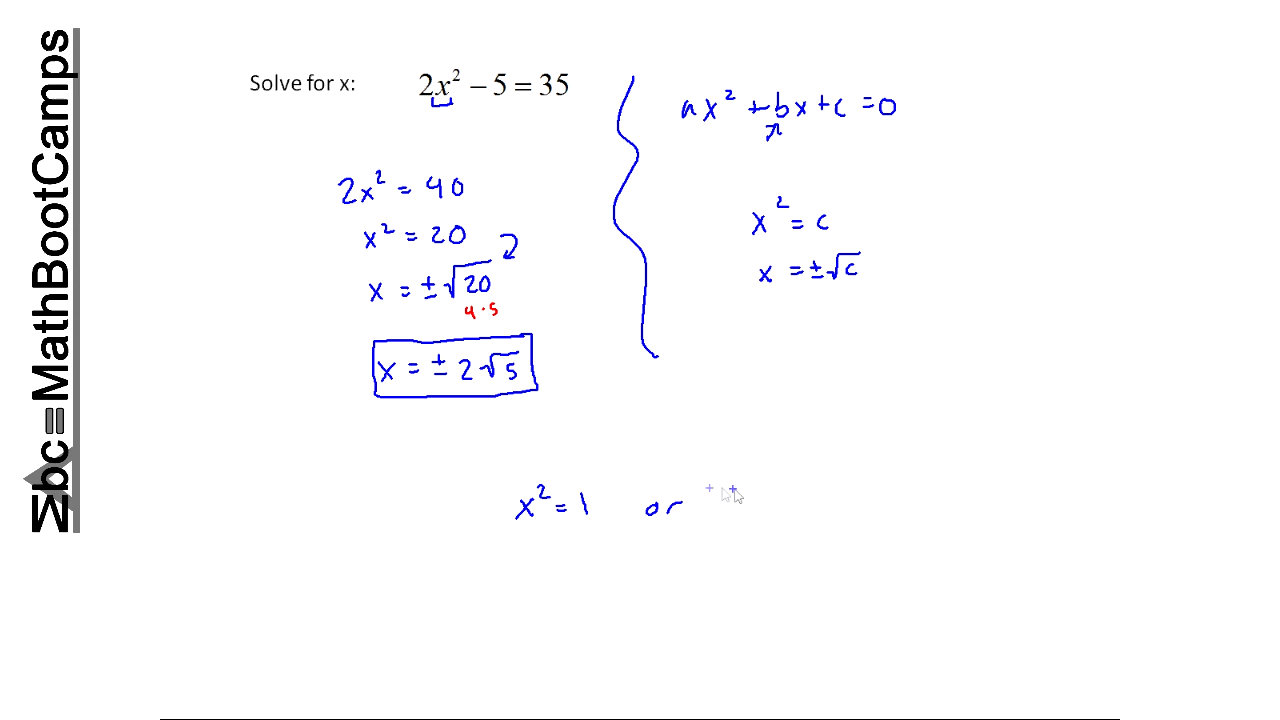 Σbc=MathBootCamps
Solve for x: 2x² − 5 = 35
2x² = 40
x² = 20
x = ±√20
4·5
x = ±2√5
ax² + bx + c = 0
x² = c
x = ±√c
x² = 1 or